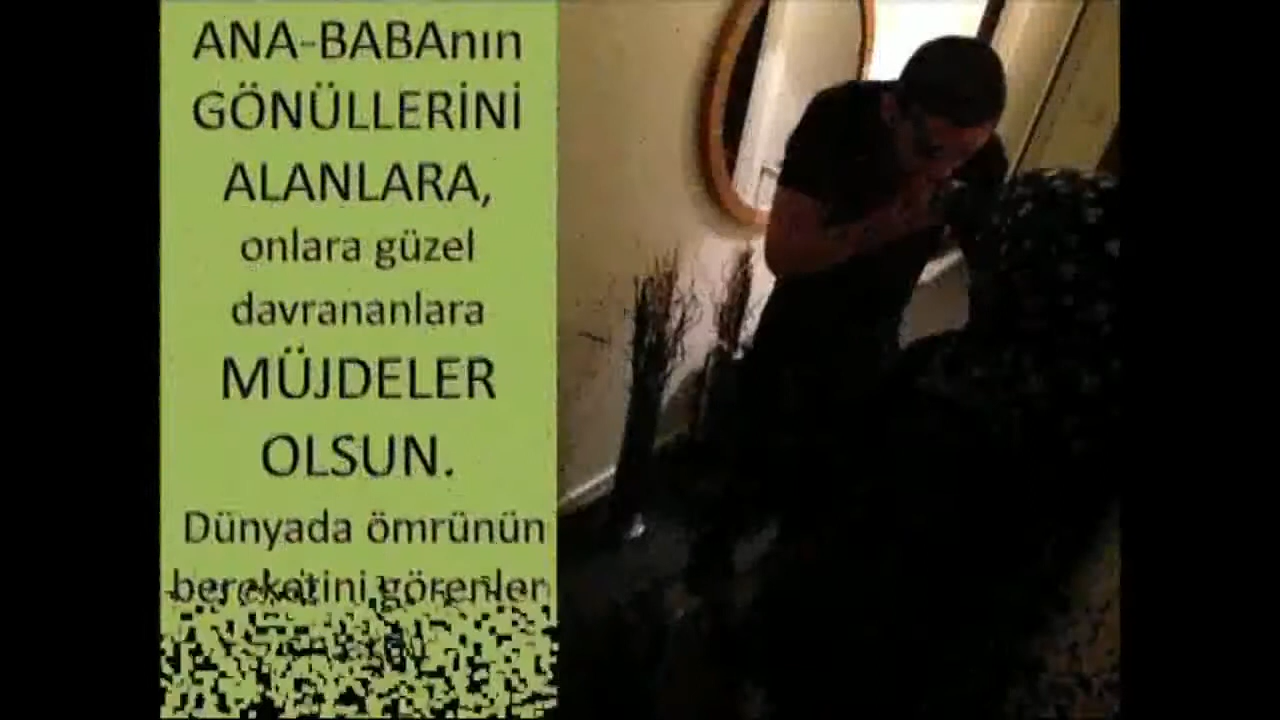 ANA-BABAnın
GÖNÜLLERİNİ
ALANLARA,
onlara güzel
davrananlara
MÜJDELER
OLSUN.
Dünyada ömrünün
bereketini görenler